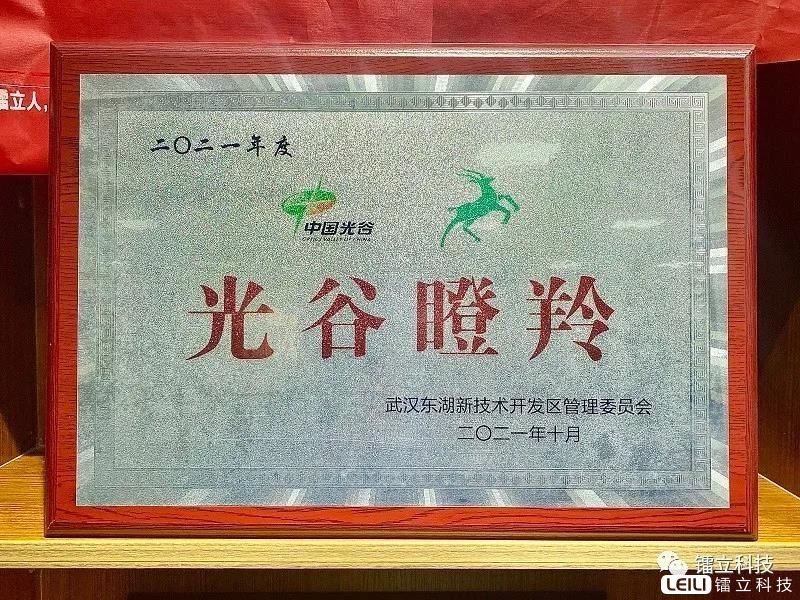 镭立人，
二〇二一年度
中国光谷
OPTICS VALLEY OF CHINA
光谷瞪羚
武汉东湖新技术开发区管理委员会
二〇二一年十月
镭立科技
LEILI 镭立科技